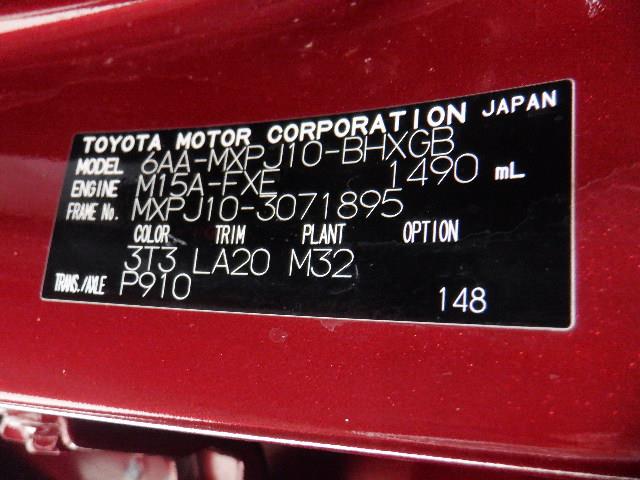 TOYOTA MOTOR CORPORATION JAPAN
MODEL 6AA-MXPJ10-BHXGB
ENGINE M15A-FXE 1490 mL
FRAME No. MXPJ10-3071895
COLOR TRIM PLANT OPTION
3T3 LA20 M32
TRANS./AXLE P910
148